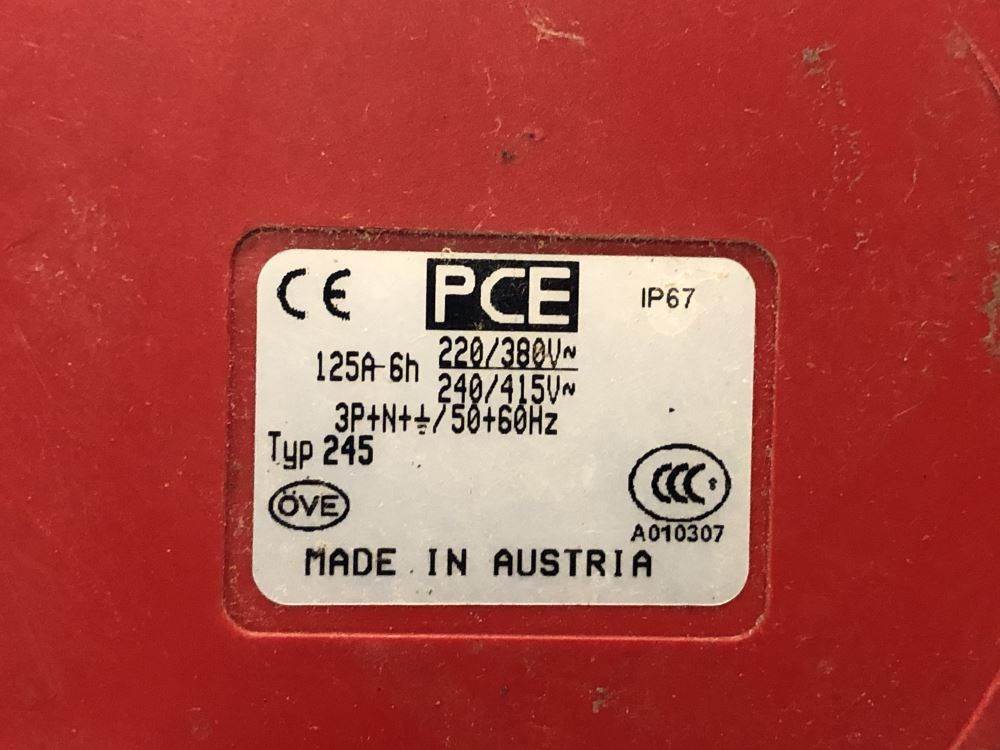 CE PCE IP67
125A-6h 220/380V~
240/415V~
3P+N+⏚/50+60Hz
Typ 245
ÖVE
CCC
A010307
MADE IN AUSTRIA